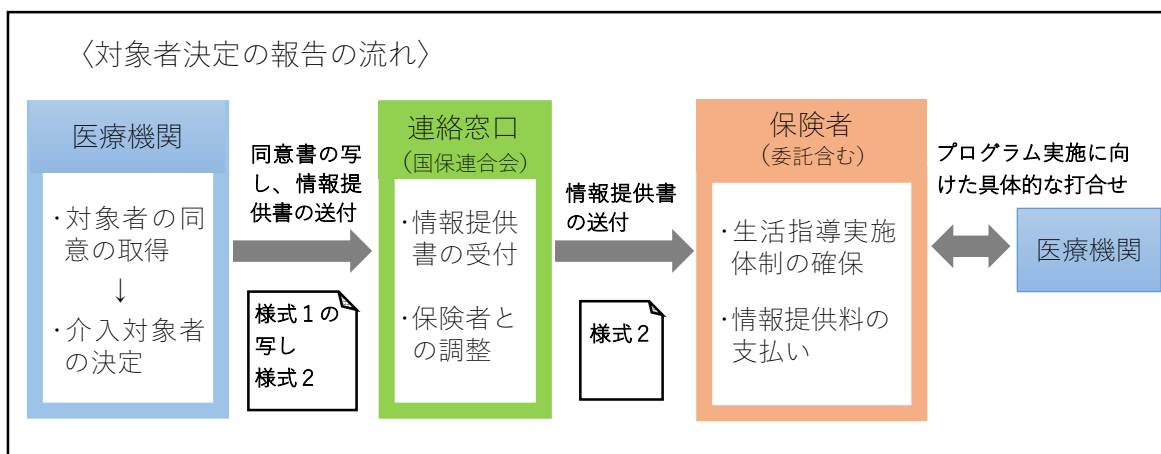 〈対象者決定の報告の流れ〉
医療機関
・対象者の同
意の取得
↓
・介入対象者
の決定
同意書の写
し、情報提
供書の送付
様式１の
写し
様式２
連絡窓口
（国保連合会）
・情報提供
書の受付
・保険者と
の調整
情報提供書
の送付
様式２
保険者
（委託含む）
・生活指導実施
体制の確保
・情報提供料の
支払い
プログラム実施に向
けた具体的な打合せ
医療機関